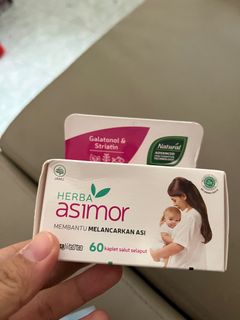 Galatonol &
Striatin
Natural
HERBA
asimor
MEMBANTU MELANCARKAN ASI
60 kaplet salut selaput